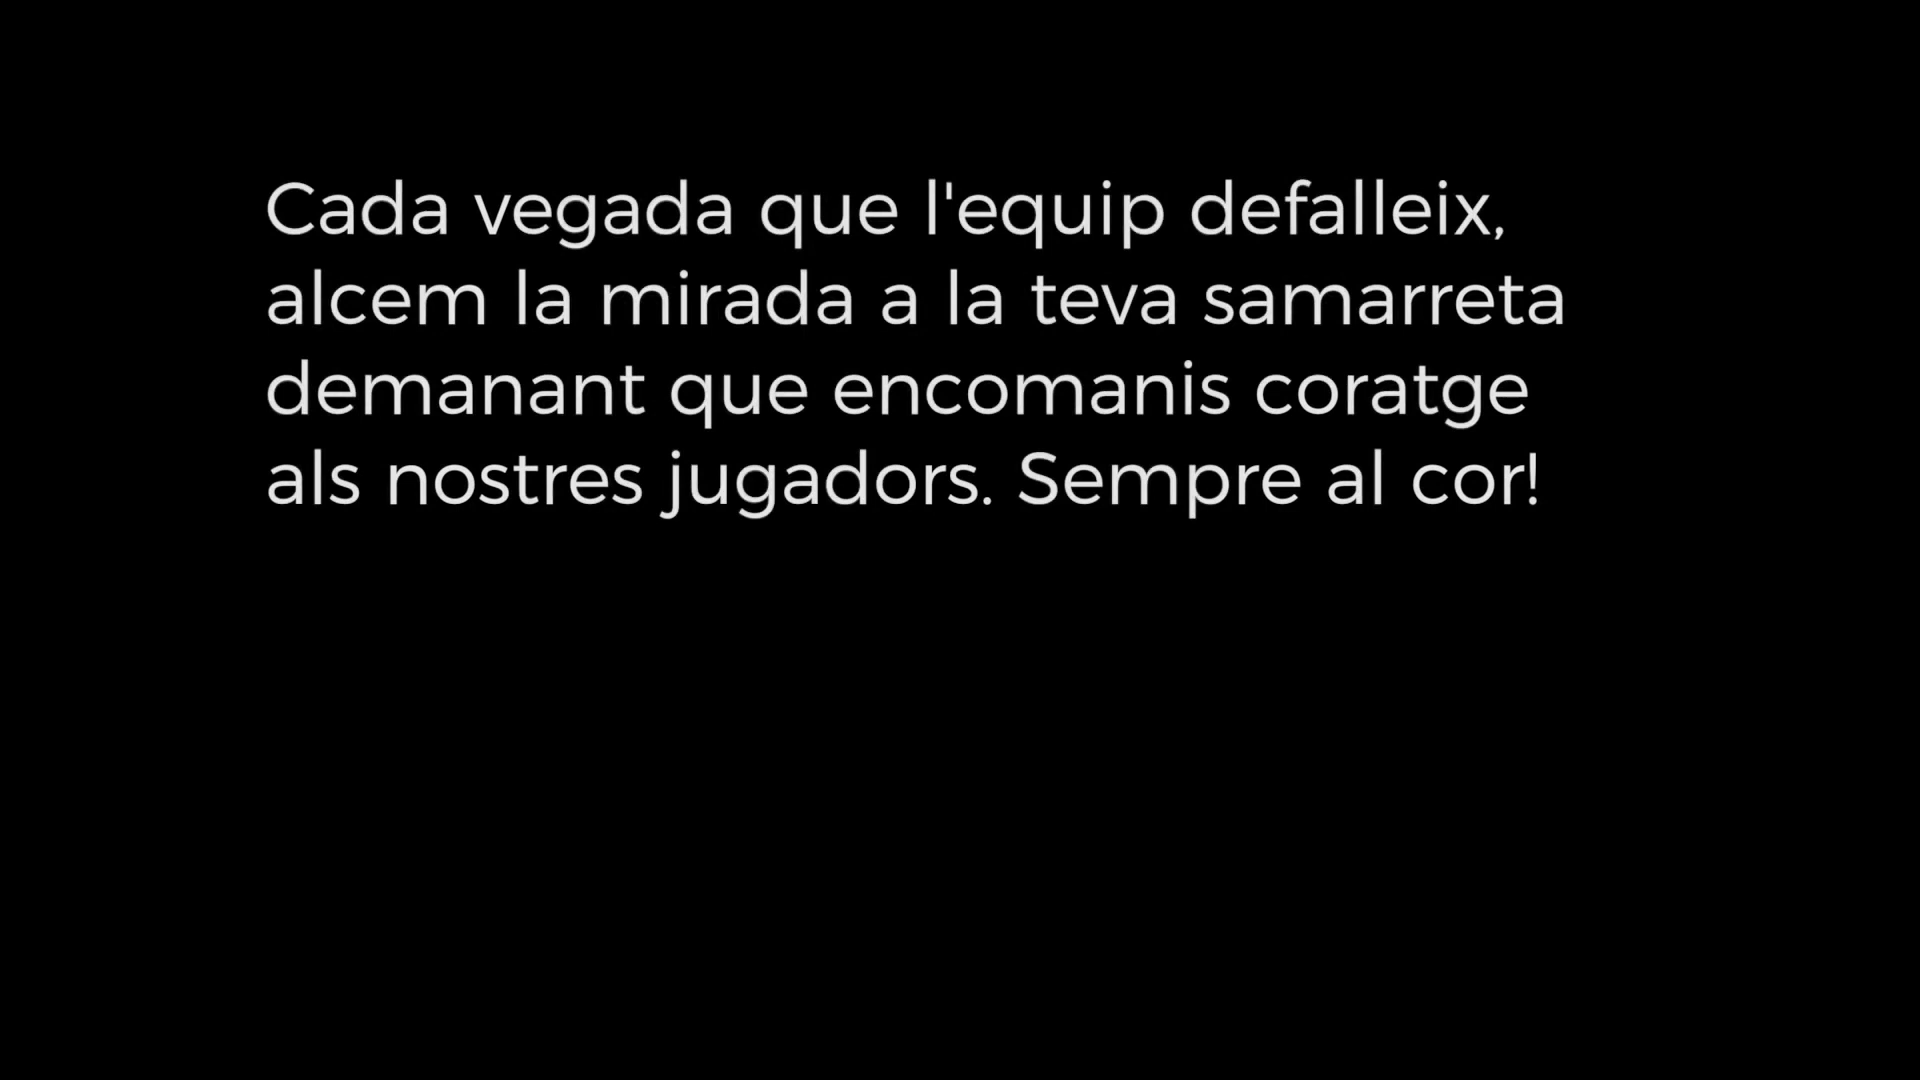 Cada vegada que l'equip defalleix,
alcem la mirada a la teva samarreta
demanant que encomanis coratge
als nostres jugadors. Sempre al cor!